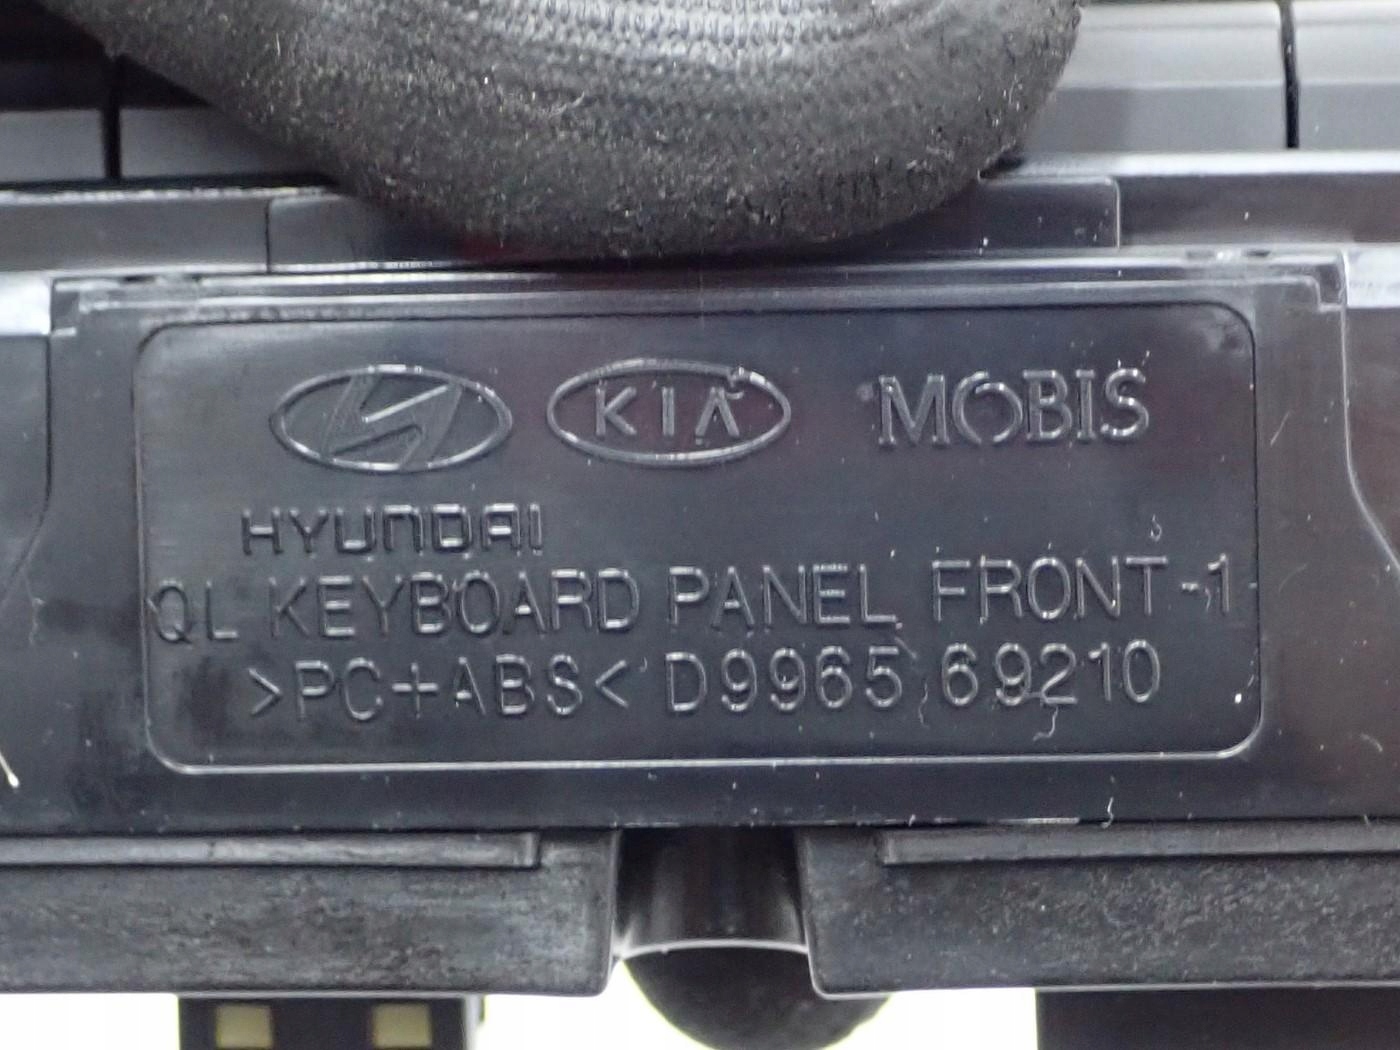 KIA MOBIS
HYUNDAI
QL KEYBOARD PANEL FRONT-1
>PC+ABS< D9965 69210